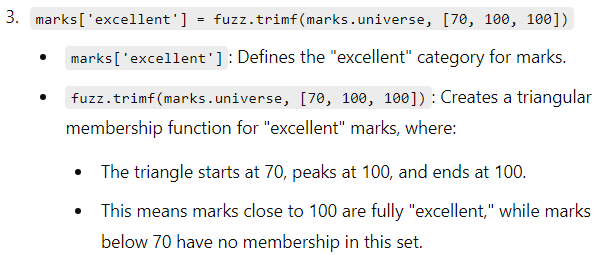 3. marks['excellent'] = fuzz.trimf(marks.universe, [70, 100, 100])
• marks['excellent'] : Defines the "excellent" category for marks.
• fuzz.trimf(marks.universe, [70, 100, 100]) : Creates a triangular
membership function for "excellent" marks, where:
• The triangle starts at 70, peaks at 100, and ends at 100.
• This means marks close to 100 are fully "excellent," while marks
below 70 have no membership in this set.